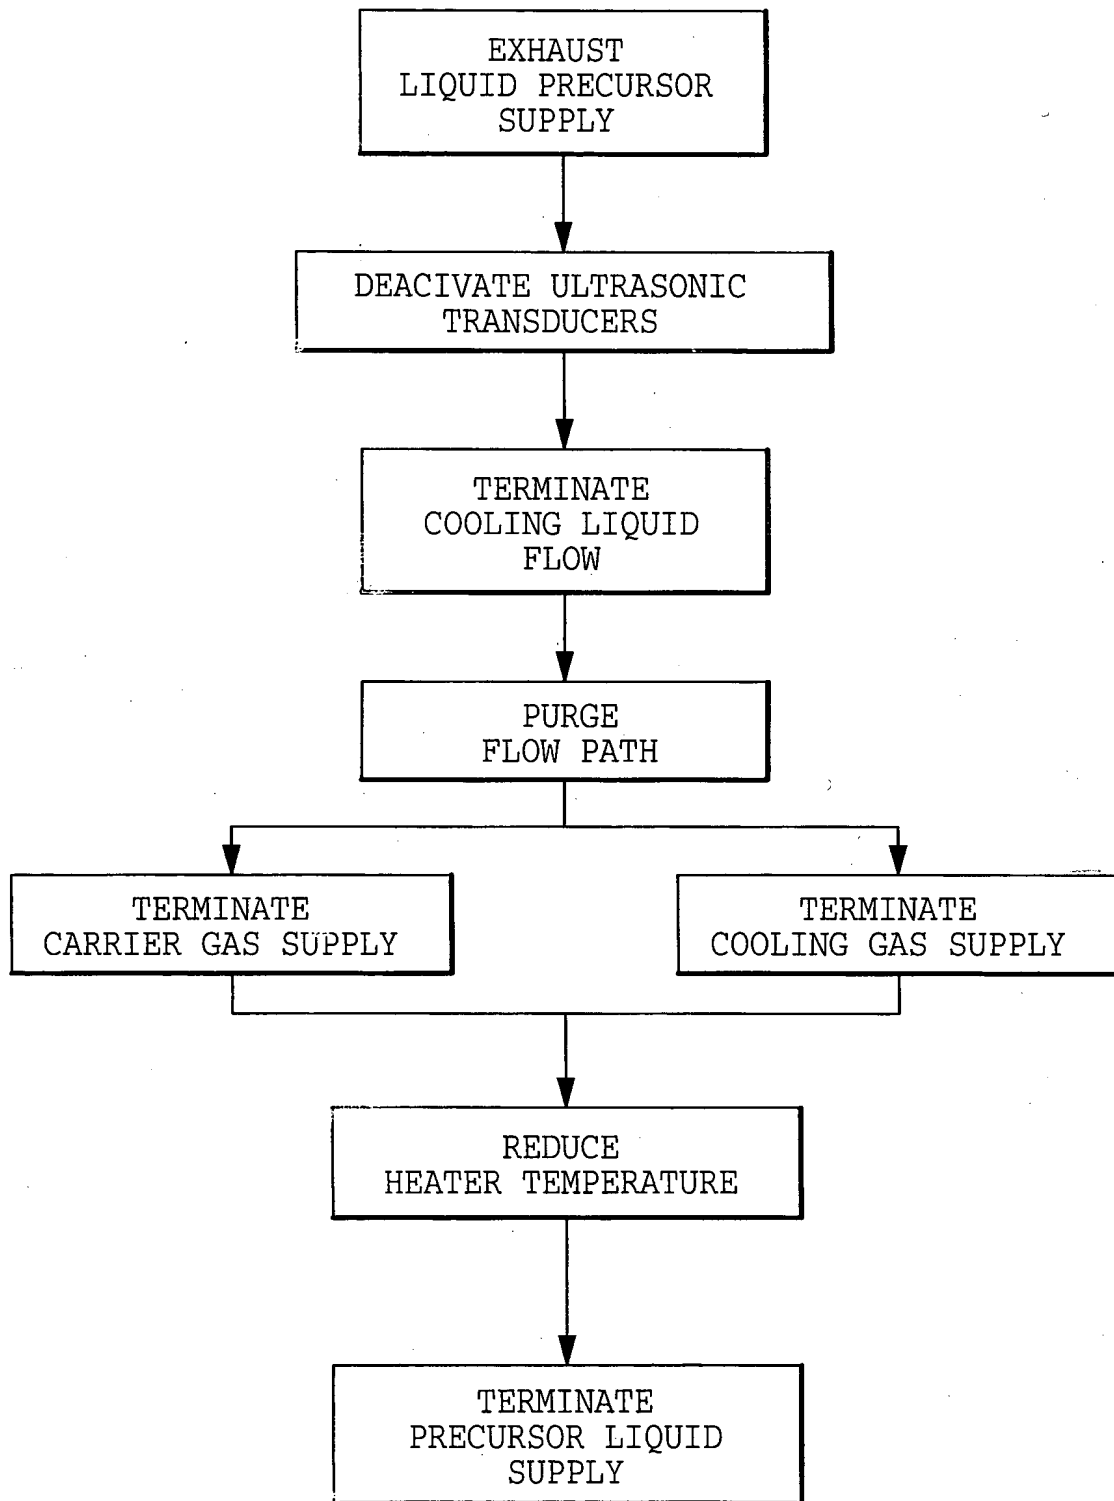 EXHAUST
LIQUID PRECURSOR
SUPPLY
DEACIVATE ULTRASONIC
TRANSDUCERS
TERMINATE
COOLING LIQUID
FLOW
PURGE
FLOW PATH
TERMINATE
CARRIER GAS SUPPLY
TERMINATE
COOLING GAS SUPPLY
REDUCE
HEATER TEMPERATURE
TERMINATE
PRECURSOR LIQUID
SUPPLY